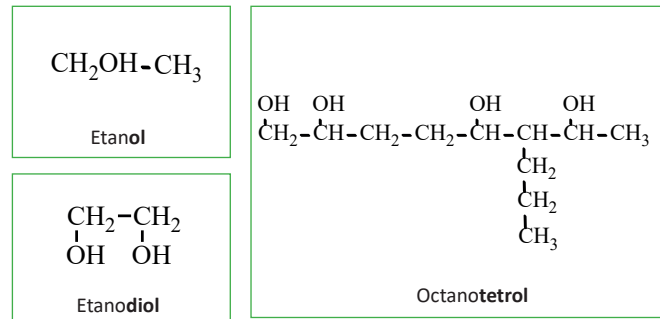 CH₂OH-CH₃
Etanol
CH₂-CH₂
OH OH
Etanodiol
OH OH OH OH
CH₂-CH-CH₂-CH₂-CH-CH-CH-CH₃
CH₂
CH₂
CH₃
Octanotetrol